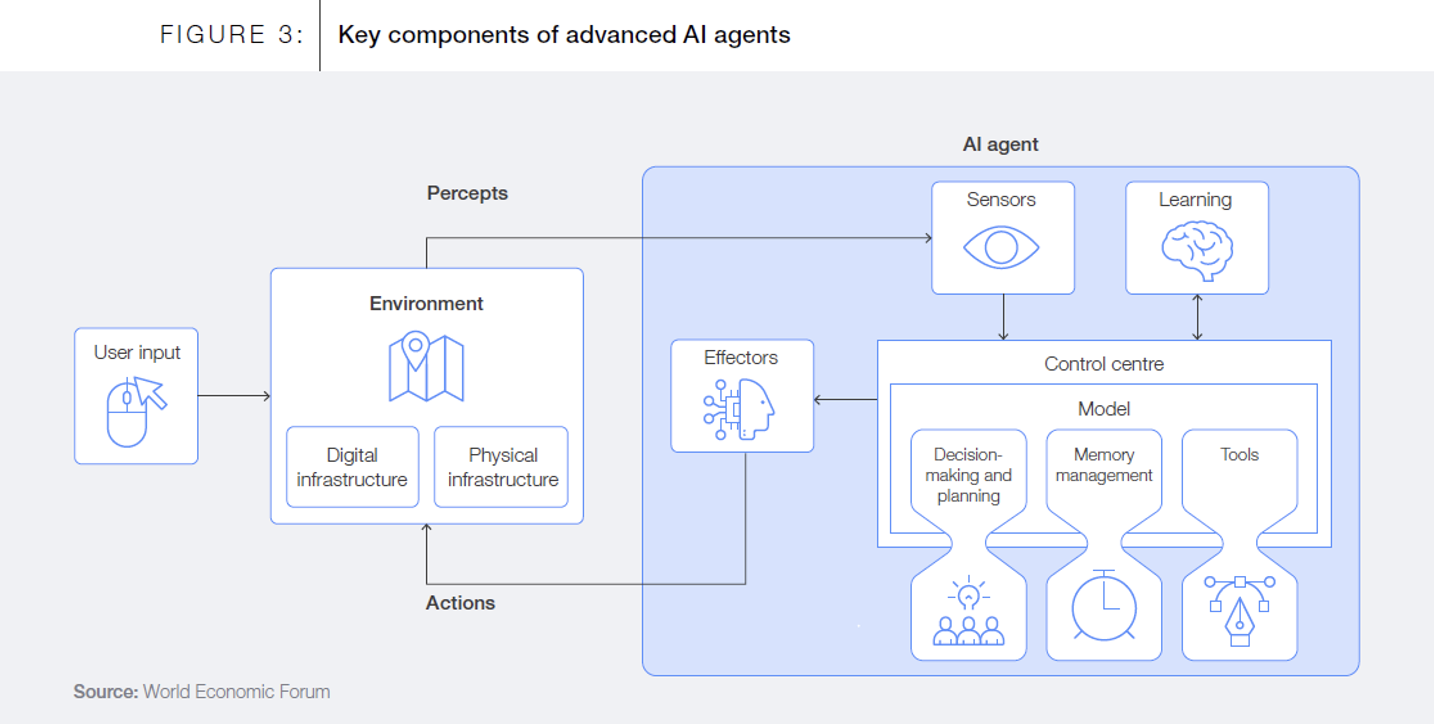 FIGURE 3:
Key components of advanced AI agents
AI agent
Percepts
Sensors
Learning
Environment
User input
Effectors
Control centre
Model
Digital
infrastructure
Physical
infrastructure
Decision-
making and
planning
Memory
management
Tools
Actions
Source: World Economic Forum